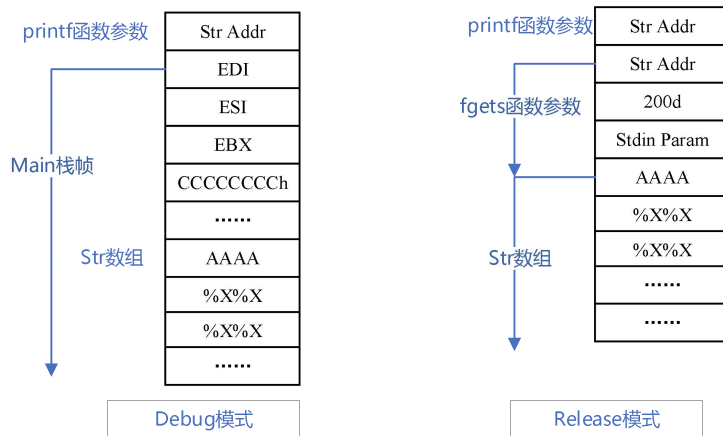 printf函数参数
Str Addr
EDI
ESI
EBX
Main栈帧
CCCCCCCCh
......
Str数组
AAAA
%X%X
%X%X
......
Debug模式
printf函数参数
Str Addr
Str Addr
fgets函数参数
200d
Stdin Param
AAAA
%X%X
Str数组
%X%X
......
......
Release模式